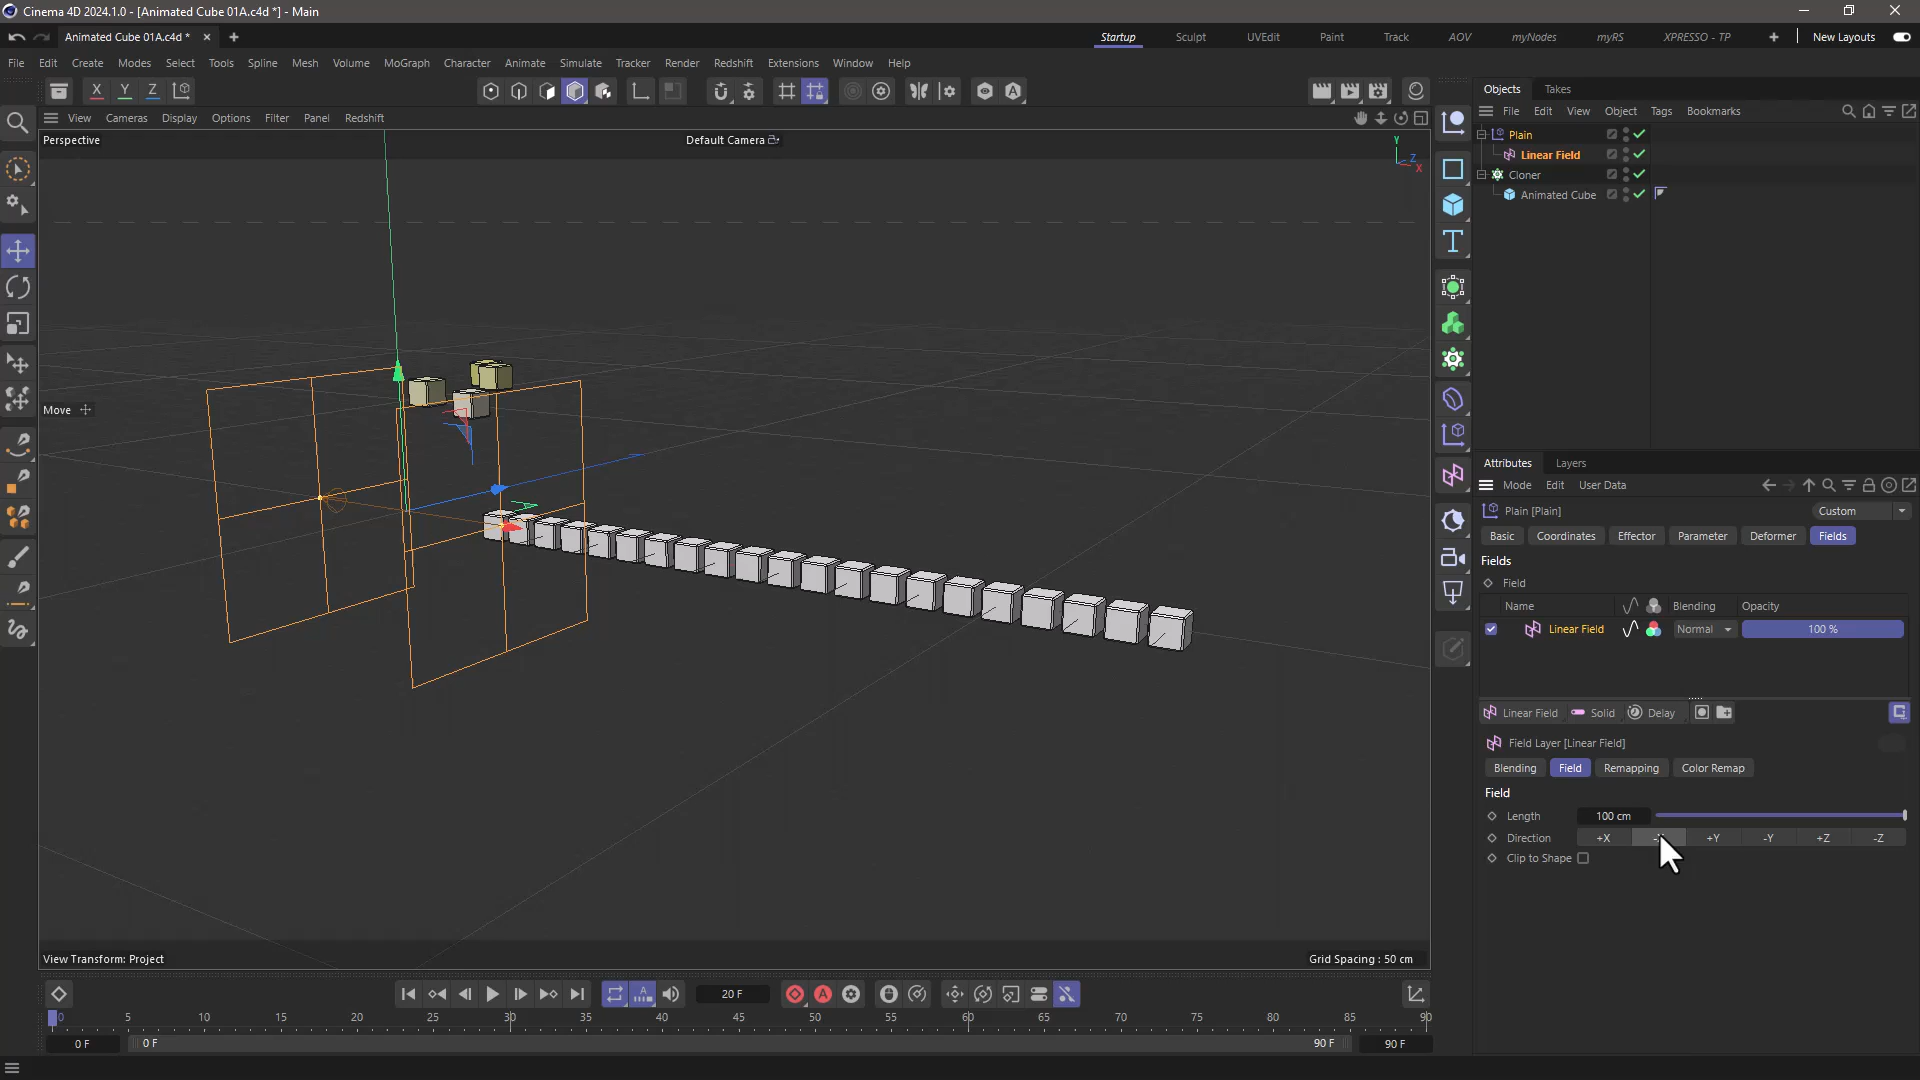 Cinema 4D 2024.1.0 - [Animated Cube 01A.c4d *] - Main
Animated Cube 01A.c4d *
Startup Sculpt UVEdit Paint Track AOV myNodes myRS XPRESSO - TP New Layouts
File Edit Create Modes Select Tools Spline Mesh Volume MoGraph Character Animate Simulate Tracker Render Redshift Extensions Window Help
X Y Z
Objects Takes
File Edit View Object Tags Bookmarks
View Cameras Display Options Filter Panel Redshift
Perspective
Default Camera
Y
Z
X
Plain
Linear Field
Cloner
Animated Cube
Move
Attributes Layers
Mode Edit User Data
Plain [Plain]
Custom
Basic Coordinates Effector Parameter Deformer Fields
Fields
Field
Name Blending Opacity
Linear Field Normal 100 %
Linear Field Solid Delay
Field Layer [Linear Field]
Blending Field Remapping Color Remap
Field
Length 100 cm
Direction +X +Y -Y +Z -Z
Clip to Shape
View Transform: Project
Grid Spacing : 50 cm
20 F
0 5 10 15 20 25 30 35 40 45 50 55 60 65 70 75 80 85 90
0 F 0 F 90 F 90 F